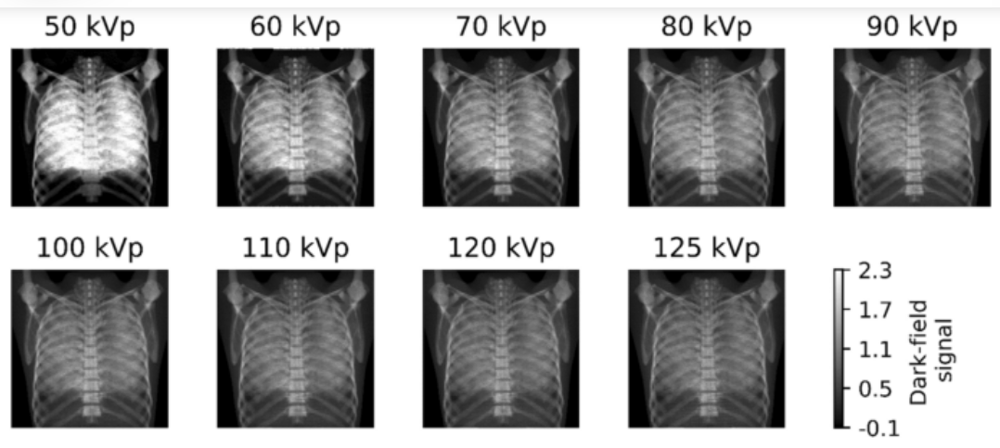 50 kVp
60 kVp
70 kVp
80 kVp
90 kVp
100 kVp
110 kVp
120 kVp
125 kVp
2.3
1.7
1.1
0.5
-0.1
Dark-field
signal